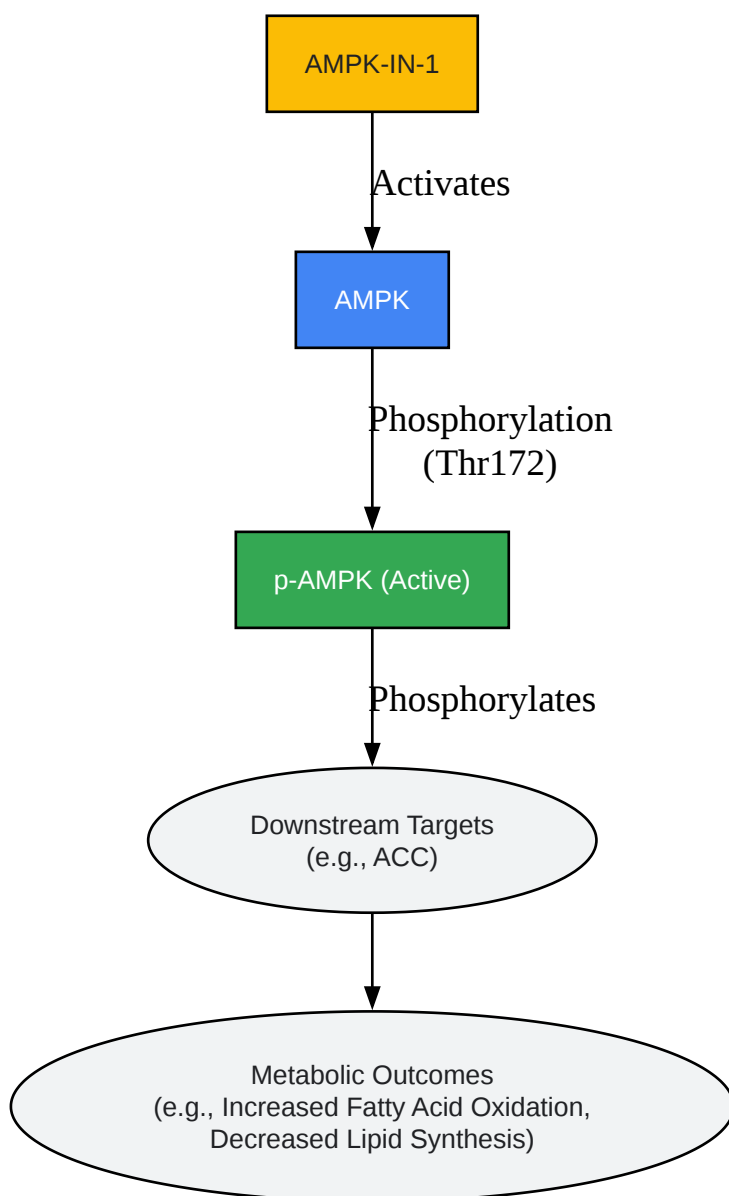 AMPK-IN-1
Activates
AMPK
Phosphorylation
(Thr172)
p-AMPK (Active)
Phosphorylates
Downstream Targets
(e.g., ACC)
Metabolic Outcomes
(e.g., Increased Fatty Acid Oxidation,
Decreased Lipid Synthesis)